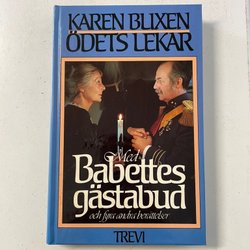 KAREN BLIXEN
ÖDETS LEKAR
Med
Babettes
gästabud
och fyra andra berättelser
TREVI